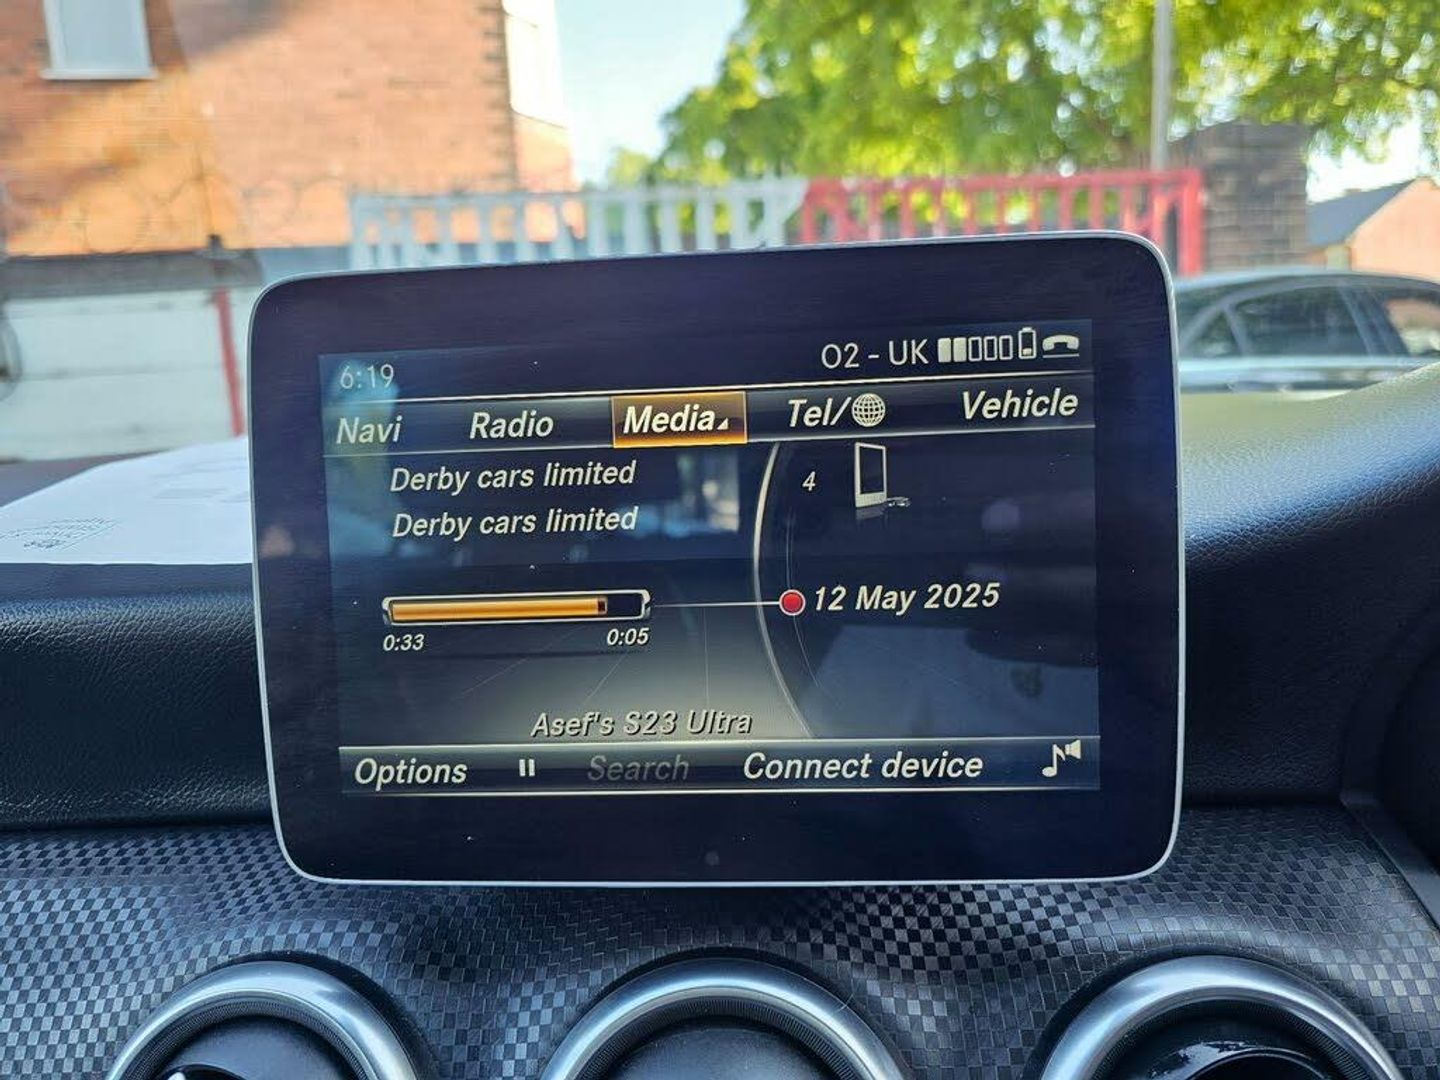 6:19
O2 - UK
Navi Radio Media Tel/ Vehicle
Derby cars limited
4
Derby cars limited
12 May 2025
0:33 0:05
Asef's S23 Ultra
Options Search Connect device